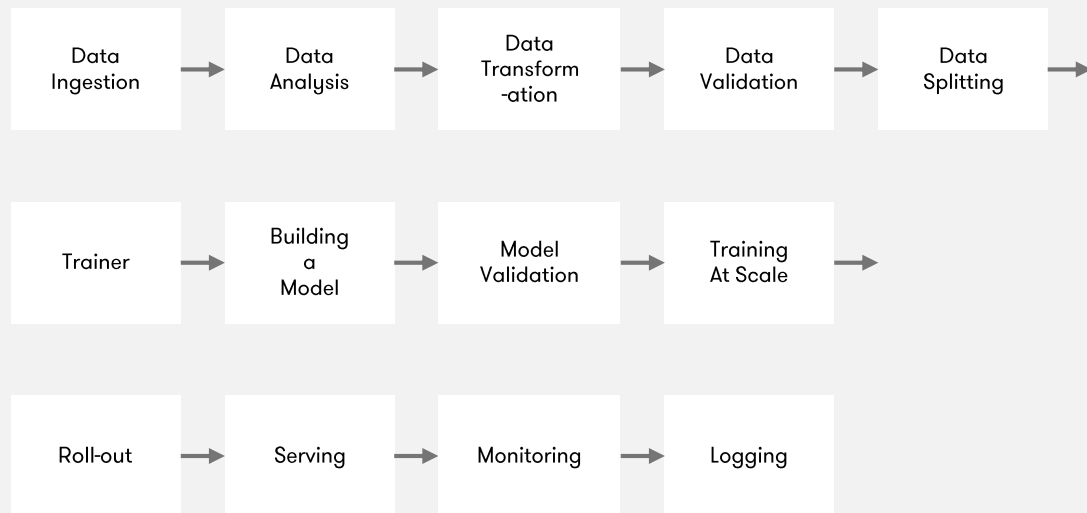 Data
Ingestion
Data
Analysis
Data
Transform
-ation
Data
Validation
Data
Splitting
Trainer
Building
a
Model
Model
Validation
Training
At Scale
Roll-out
Serving
Monitoring
Logging